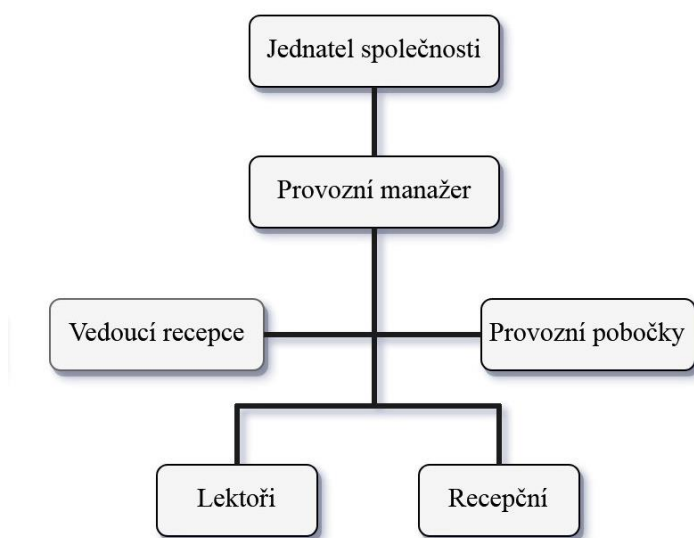 Jednatel společnosti
Provozní manažer
Vedoucí recepce
Provozní pobočky
Lektoři
Recepční